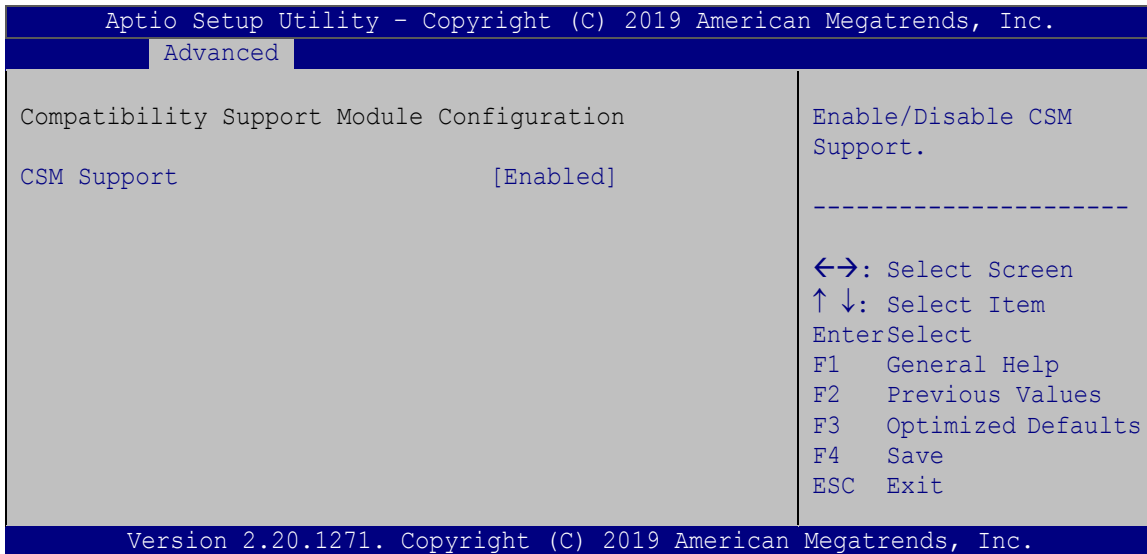 Aptio Setup Utility – Copyright (C) 2019 American Megatrends, Inc.
Advanced
Compatibility Support Module Configuration
CSM Support [Enabled]
Enable/Disable CSM
Support.
----------------------
←→: Select Screen
↑ ↓: Select Item
EnterSelect
F1 General Help
F2 Previous Values
F3 Optimized Defaults
F4 Save
ESC Exit
Version 2.20.1271. Copyright (C) 2019 American Megatrends, Inc.